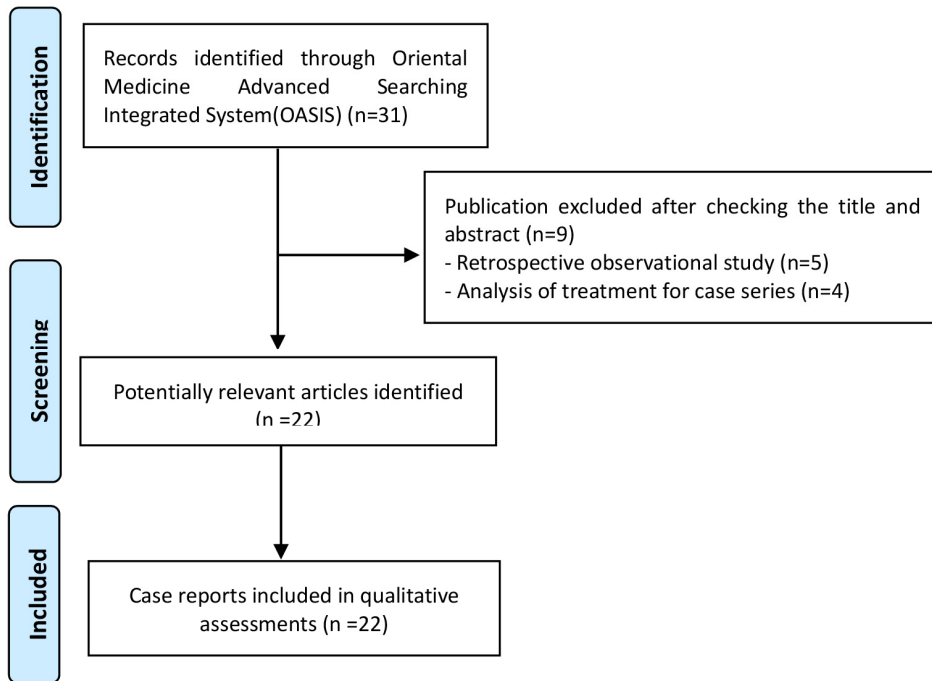 Identification
Records identified through Oriental
Medicine Advanced Searching
Integrated System(OASIS) (n=31)
Publication excluded after checking the title and
abstract (n=9)
- Retrospective observational study (n=5)
- Analysis of treatment for case series (n=4)
Screening
Potentially relevant articles identified
(n =22)
Included
Case reports included in qualitative
assessments (n =22)